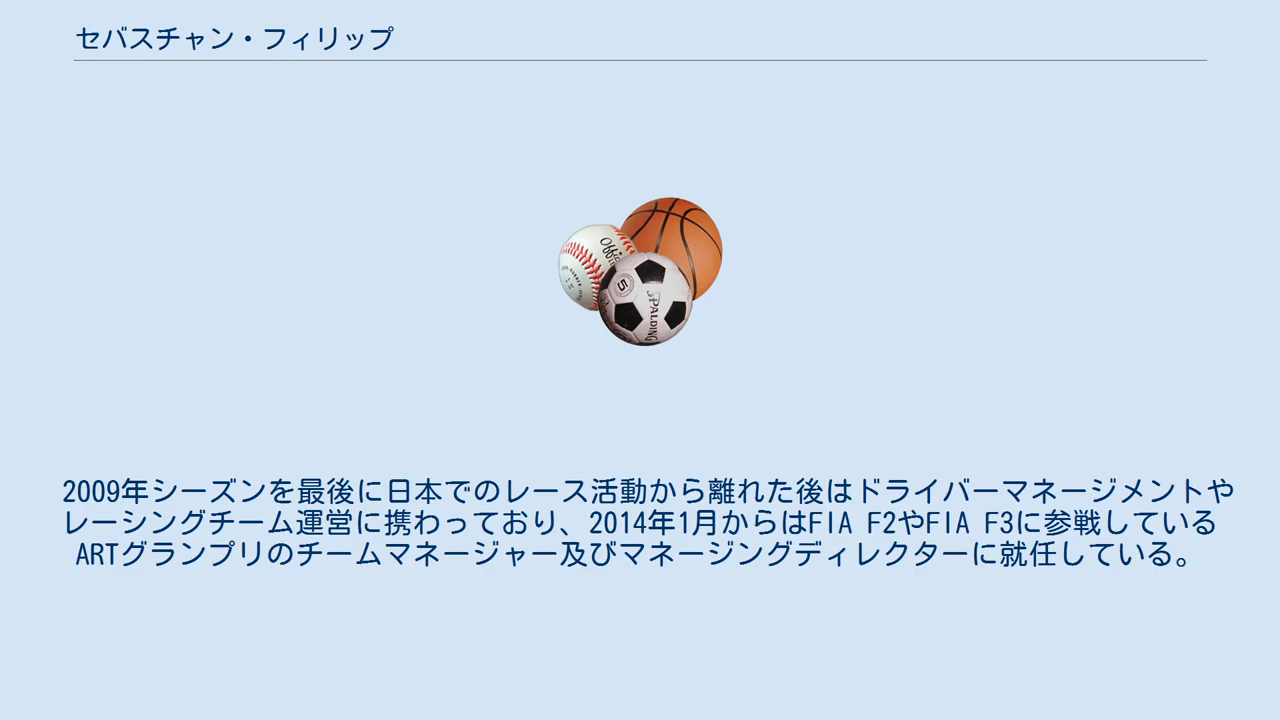 セバスチャン・フィリップ
Offici
5
SPALDING
2009年シーズンを最後に日本でのレース活動から離れた後はドライバーマネージメントや
レーシングチーム運営に携わっており、2014年1月からはFIA F2やFIA F3に参戦している
ARTグランプリのチームマネージャー及びマネージングディレクターに就任している。